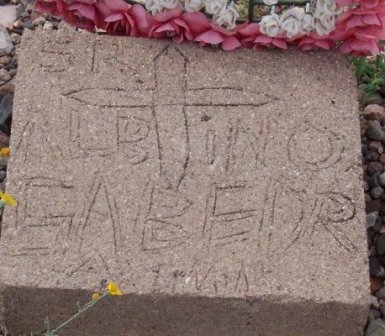 SR.
ALBINO
SABEDR
A